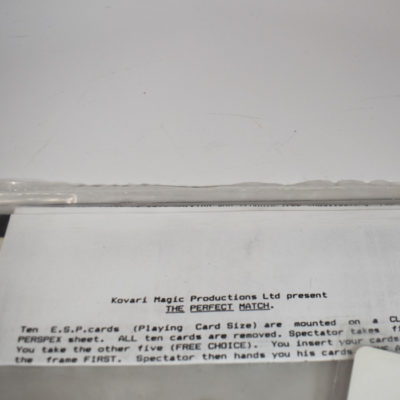 Kovari Magic Productions Ltd present
THE PERFECT MATCH.
Ten E.S.P.cards (Playing Card Size) are mounted on a
PERSPEX sheet. ALL ten cards are removed. Spectator takes
You take the other five (FREE CHOICE). You insert your cards
the frame FIRST. Spectator then hands you his cards